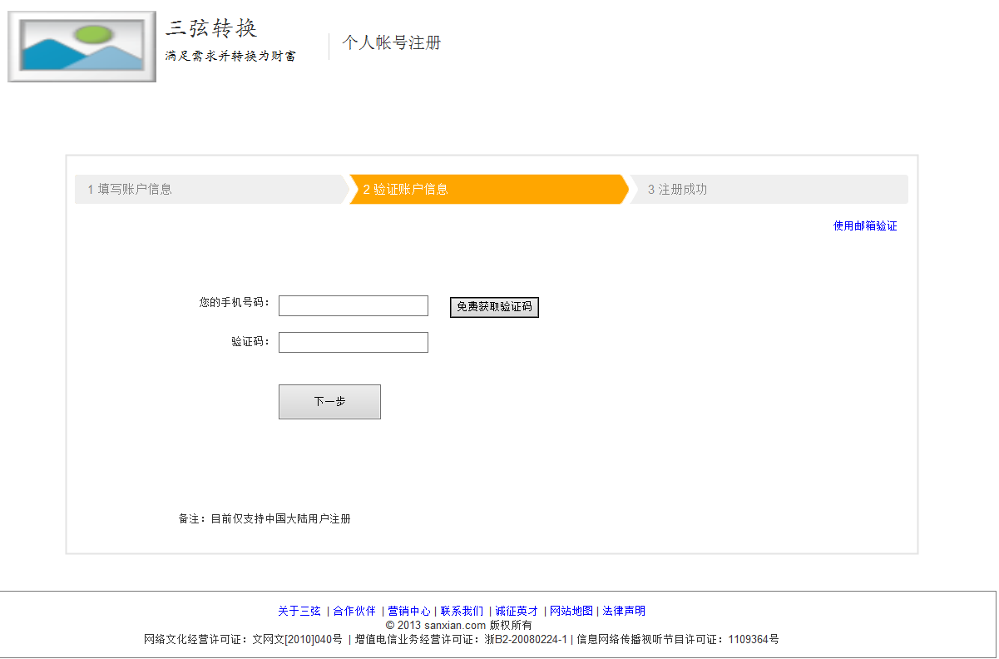 三弦转换
满足需求并转换为财富
个人帐号注册
1 填写账户信息
2 验证账户信息
3 注册成功
使用邮箱验证
您的手机号码：
免费获取验证码
验证码：
下一步
备注：目前仅支持中国大陆用户注册
关于三弦 | 合作伙伴 | 营销中心 | 联系我们 | 诚征英才 | 网站地图 | 法律声明
© 2013 sanxian.com 版权所有
网络文化经营许可证：文网文[2010]040号 | 增值电信业务经营许可证：浙B2-20080224-1 | 信息网络传播视听节目许可证：1109364号